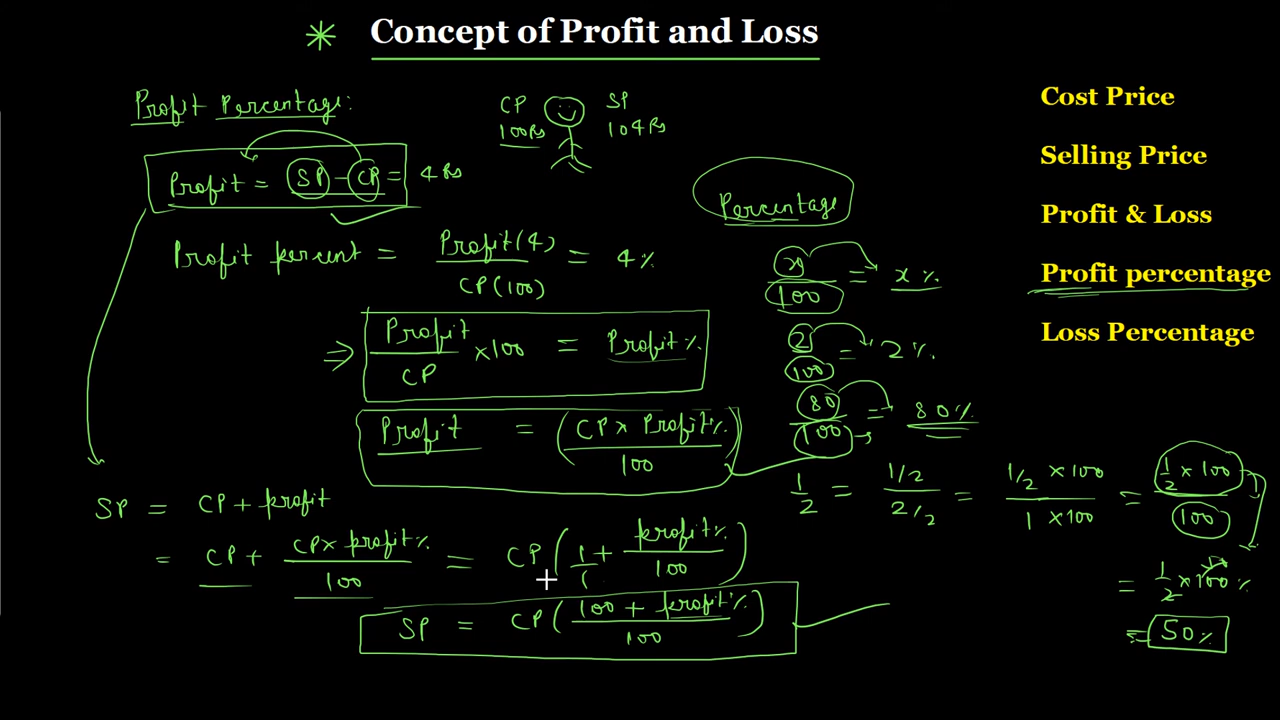 * Concept of Profit and Loss
Profit Percentage:
CP
100Rs
SP
104Rs
Profit = SP - CP = 4 Rs
Profit percent = Profit(4) / CP(100) = 4 %
⇒ Profit / CP × 100 = Profit %
Profit = (CP × Profit% / 100)
SP = CP + profit
= CP + CP× profit% / 100 = CP ( 1/1 + profit% / 100 )
SP = CP ( 100 + profit% / 100 )
Percentage
x / 100 = x %
2 / 100 = 2 %.
80 / 100 = 80 %
1/2 = 1/2 / 2/2 = 1/2 × 100 / 1 × 100 = 1/2 × 100 / 100
= 1/2 × 100 %
= 50 %
Cost Price
Selling Price
Profit & Loss
Profit percentage
Loss Percentage